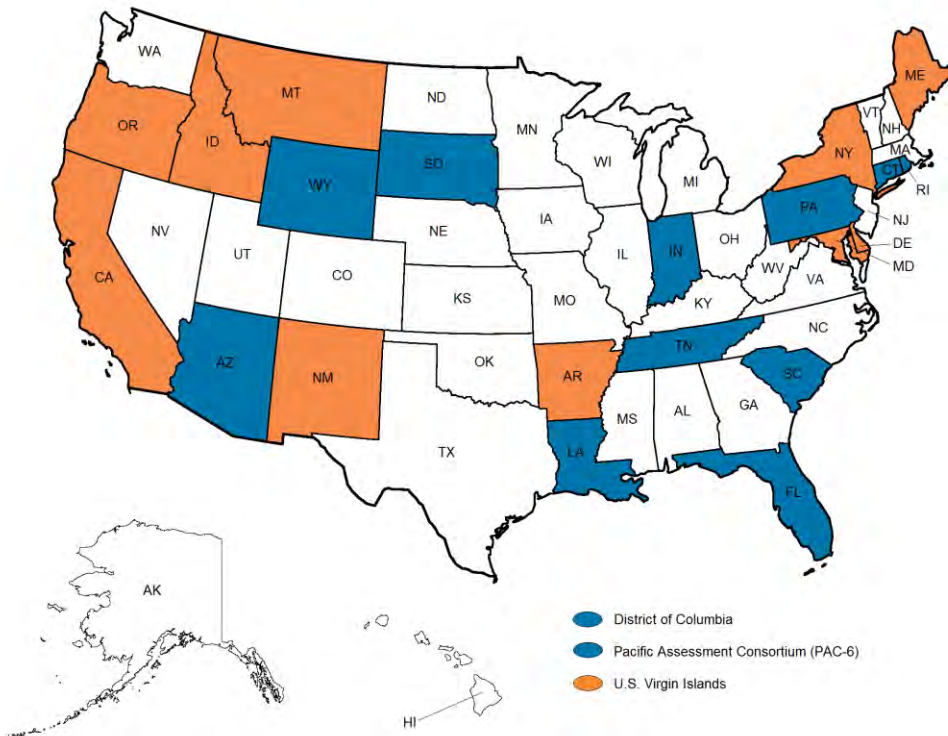 WA
MT
ND
MN
ME
VT
NH
OR
ID
SD
WI
NY
MA
WY
MI
CT
RI
IA
PA
NJ
NE
NV
OH
DE
UT
IL
IN
MD
CO
WV
VA
CA
KS
MO
KY
NC
TN
AZ
NM
OK
AR
SC
MS
AL
GA
TX
LA
FL
AK
HI
District of Columbia
Pacific Assessment Consortium (PAC-6)
U.S. Virgin Islands